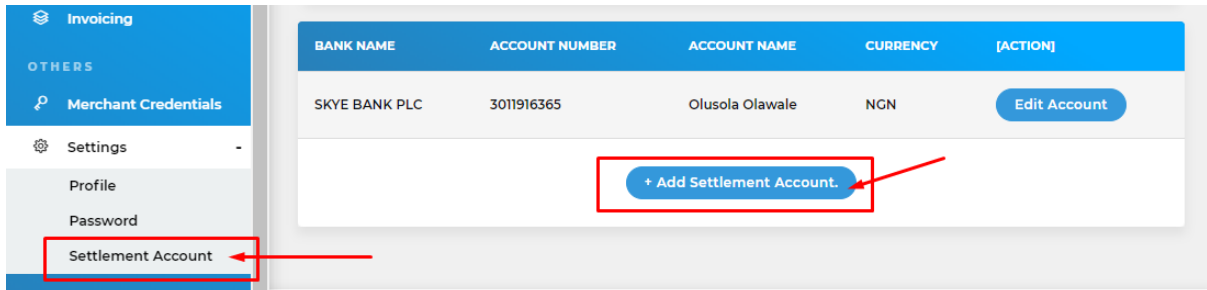 Invoicing
OTHERS
Merchant Credentials
Settings -
Profile
Password
Settlement Account
BANK NAME ACCOUNT NUMBER ACCOUNT NAME CURRENCY [ACTION]
SKYE BANK PLC 3011916365 Olusola Olawale NGN Edit Account
+ Add Settlement Account.